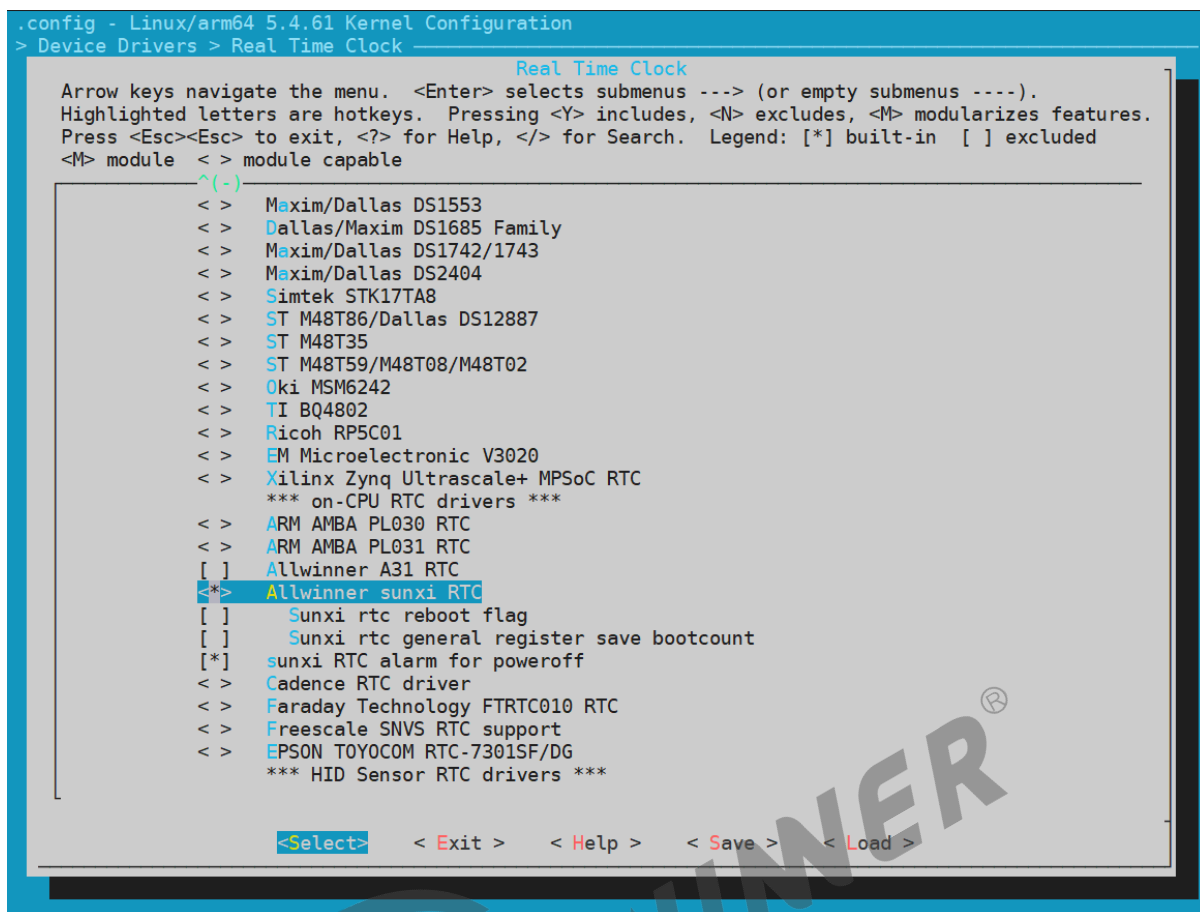 .config - Linux/arm64 5.4.61 Kernel Configuration
> Device Drivers > Real Time Clock
Real Time Clock
Arrow keys navigate the menu.  <Enter> selects submenus ---> (or empty submenus ----).
Highlighted letters are hotkeys.  Pressing <Y> includes, <N> excludes, <M> modularizes features.
Press <Esc><Esc> to exit, <?> for Help, </> for Search.  Legend: [*] built-in  [ ] excluded
<M> module  < > module capable
^(-)
< >   Maxim/Dallas DS1553
< >   Dallas/Maxim DS1685 Family
< >   Maxim/Dallas DS1742/1743
< >   Maxim/Dallas DS2404
< >   Simtek STK17TA8
< >   ST M48T86/Dallas DS12887
< >   ST M48T35
< >   ST M48T59/M48T08/M48T02
< >   Oki MSM6242
< >   TI BQ4802
< >   Ricoh RP5C01
< >   EM Microelectronic V3020
< >   Xilinx Zynq Ultrascale+ MPSoC RTC
*** on-CPU RTC drivers ***
< >   ARM AMBA PL030 RTC
< >   ARM AMBA PL031 RTC
[ ]   Allwinner A31 RTC
<*>   Allwinner sunxi RTC
[ ]     Sunxi rtc reboot flag
[ ]     Sunxi rtc general register save bootcount
[*]   sunxi RTC alarm for poweroff
< >   Cadence RTC driver
< >   Faraday Technology FTRTC010 RTC
< >   Freescale SNVS RTC support
< >   EPSON TOYOCOM RTC-7301SF/DG
*** HID Sensor RTC drivers ***
<Select>    < Exit >    < Help >    < Save >    < Load >